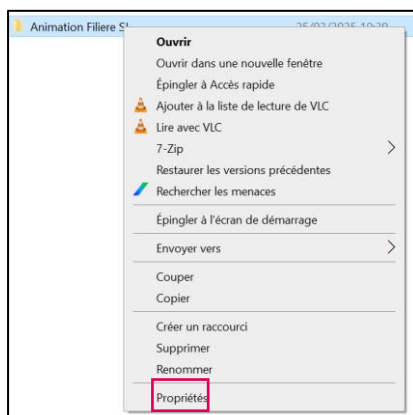 Animation Filiere
Ouvrir
Ouvrir dans une nouvelle fenêtre
Épingler à Accès rapide
Ajouter à la liste de lecture de VLC
Lire avec VLC
7-Zip
Restaurer les versions précédentes
Rechercher les menaces
Épingler à l'écran de démarrage
Envoyer vers
Couper
Copier
Créer un raccourci
Supprimer
Renommer
Propriétés